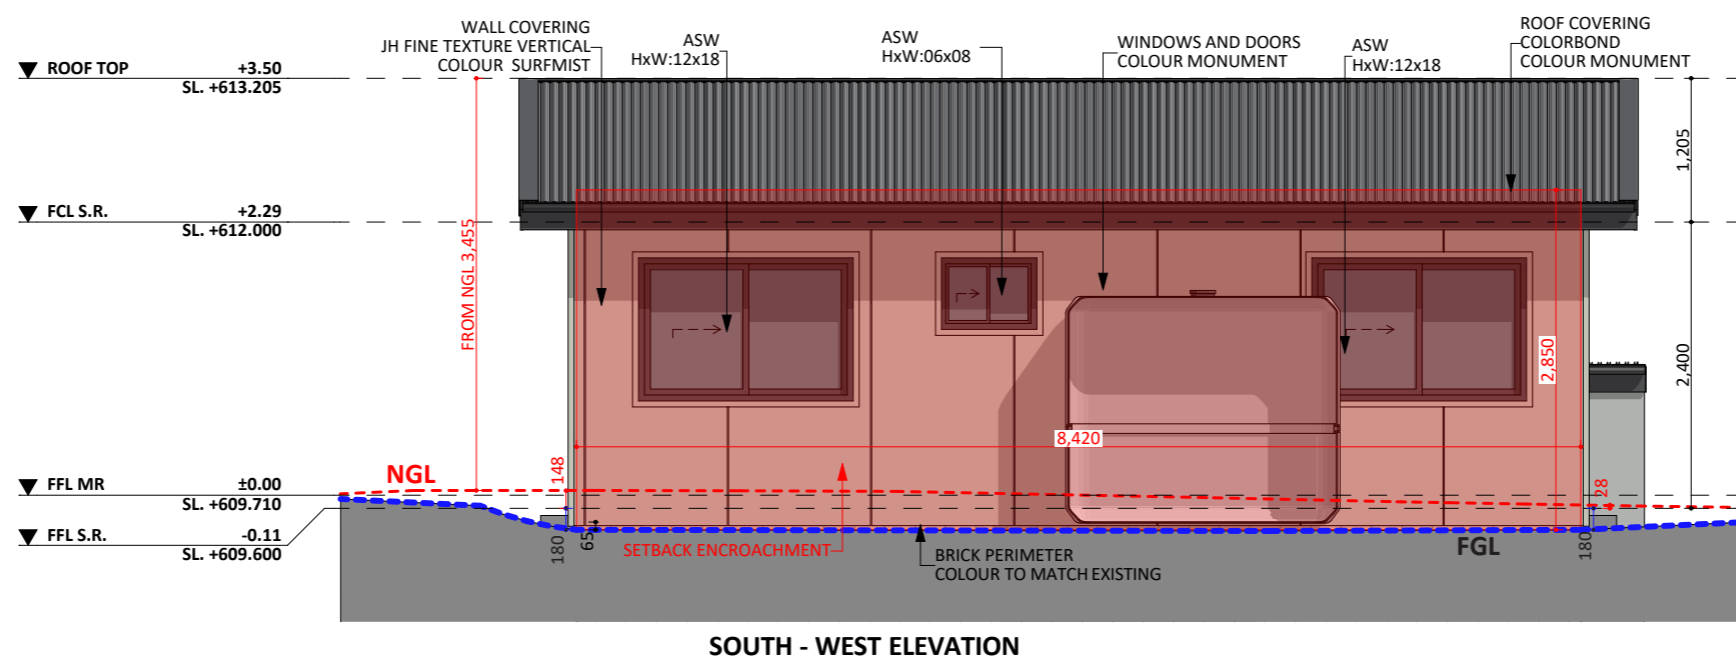 WALL COVERING
JH FINE TEXTURE VERTICAL
COLOUR SURFMIST
ASW
HxW:12x18
ASW
HxW:06x08
WINDOWS AND DOORS
COLOUR MONUMENT
ASW
HxW:12x18
ROOF COVERING
COLORBOND
COLOUR MONUMENT
ROOF TOP +3.50
SL. +613.205
FCL S.R. +2.29
SL. +612.000
FROM NGL 3,455
1,205
2,400
2,850
8,420
NGL
148
28
FFL MR ±0.00
SL. +609.710
FFL S.R. -0.11
SL. +609.600
180
65
SETBACK ENCROACHMENT
BRICK PERIMETER
COLOUR TO MATCH EXISTING
FGL
180
SOUTH - WEST ELEVATION